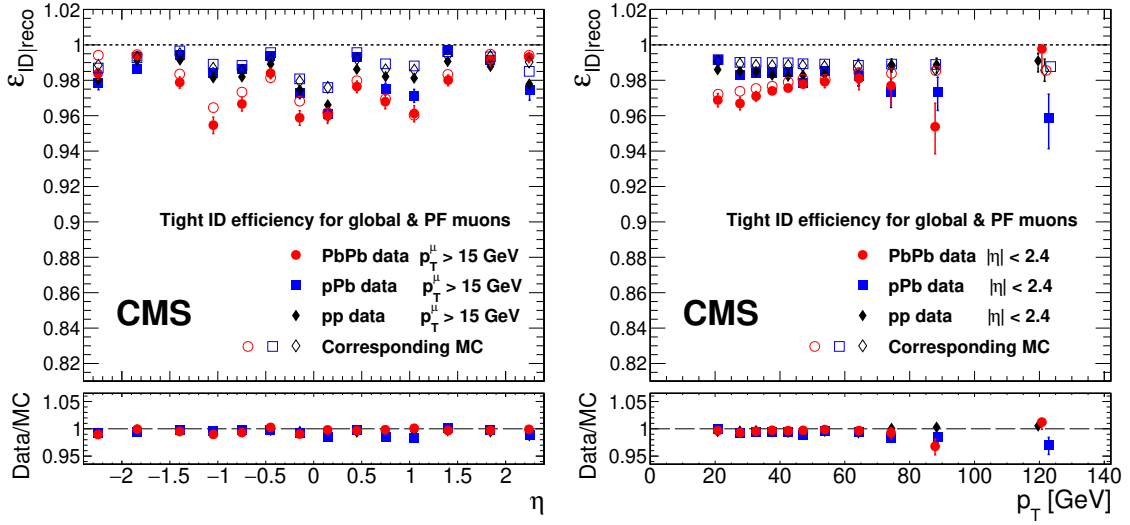 1.02
1
0.98
0.96
0.94
0.92
0.9
0.88
0.86
0.84
0.82
ε_ID|reco
Tight ID efficiency for global & PF muons
PbPb data p_T^μ > 15 GeV
pPb data p_T^μ > 15 GeV
pp data p_T^μ > 15 GeV
Corresponding MC
CMS
1.05
1
0.95
Data/MC
−2 −1.5 −1 −0.5 0 0.5 1 1.5 2
η
1.02
1
0.98
0.96
0.94
0.92
0.9
0.88
0.86
0.84
0.82
ε_ID|reco
Tight ID efficiency for global & PF muons
PbPb data |η| < 2.4
pPb data |η| < 2.4
pp data |η| < 2.4
Corresponding MC
CMS
1.05
1
0.95
Data/MC
0 20 40 60 80 100 120 140
p_T [GeV]